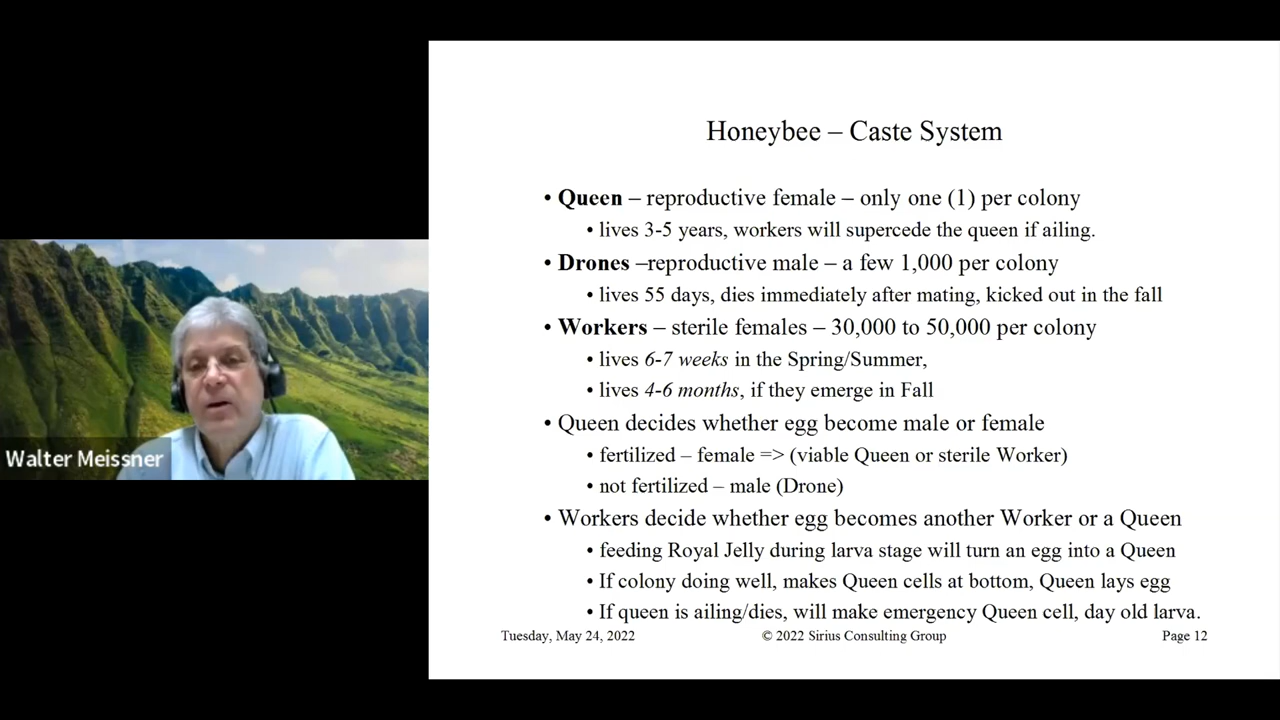 Honeybee – Caste System
• Queen – reproductive female – only one (1) per colony
• lives 3-5 years, workers will supercede the queen if ailing.
• Drones –reproductive male – a few 1,000 per colony
• lives 55 days, dies immediately after mating, kicked out in the fall
• Workers – sterile females – 30,000 to 50,000 per colony
• lives 6-7 weeks in the Spring/Summer,
• lives 4-6 months, if they emerge in Fall
• Queen decides whether egg become male or female
• fertilized – female => (viable Queen or sterile Worker)
• not fertilized – male (Drone)
• Workers decide whether egg becomes another Worker or a Queen
• feeding Royal Jelly during larva stage will turn an egg into a Queen
• If colony doing well, makes Queen cells at bottom, Queen lays egg
• If queen is ailing/dies, will make emergency Queen cell, day old larva.
Tuesday, May 24, 2022 © 2022 Sirius Consulting Group Page 12
Walter Meissner